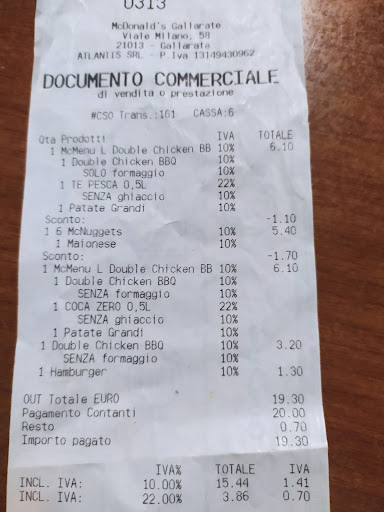 0313
McDonald's Gallarate
Viale Milano, 58
21013 - Gallarate
ATLANTIS SRL - P.Iva 13149430962
DOCUMENTO COMMERCIALE
di vendita o prestazione
#CSO Trans.:161 CASSA:6
Qta Prodotti IVA TOTALE
1 McMenu L Double Chicken BB 10% 6.10
1 Double Chicken BBQ 10%
SOLO formaggio 10%
1 TE PESCA 0,5L 22%
SENZA ghiaccio 10%
1 Patate Grandi 10%
Sconto: -1.10
1 6 McNuggets 10% 5.40
1 Maionese 10%
Sconto: -1.70
1 McMenu L Double Chicken BB 10% 6.10
1 Double Chicken BBQ 10%
SENZA formaggio 10%
1 COCA ZERO 0,5L 22%
SENZA ghiaccio 10%
1 Patate Grandi 10%
1 Double Chicken BBQ 10% 3.20
SENZA formaggio 10%
1 Hamburger 10% 1.30
OUT Totale EURO 19.30
Pagamento Contanti 20.00
Resto 0.70
Importo pagato 19.30
IVA% TOTALE IVA
INCL. IVA: 10.00% 15.44 1.41
INCL. IVA: 22.00% 3.86 0.70